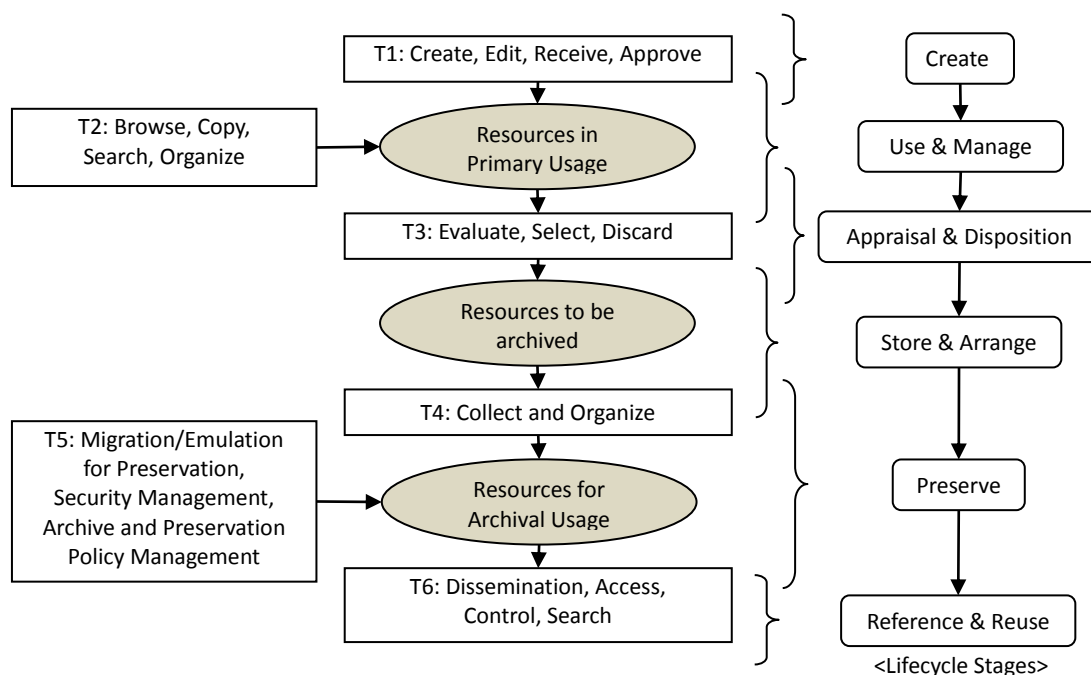 T1: Create, Edit, Receive, Approve
Create
T2: Browse, Copy,
Search, Organize
Resources in
Primary Usage
Use & Manage
T3: Evaluate, Select, Discard
Appraisal & Disposition
Resources to be
archived
Store & Arrange
T4: Collect and Organize
T5: Migration/Emulation
for Preservation,
Security Management,
Archive and Preservation
Policy Management
Resources for
Archival Usage
Preserve
T6: Dissemination, Access,
Control, Search
Reference & Reuse
<Lifecycle Stages>